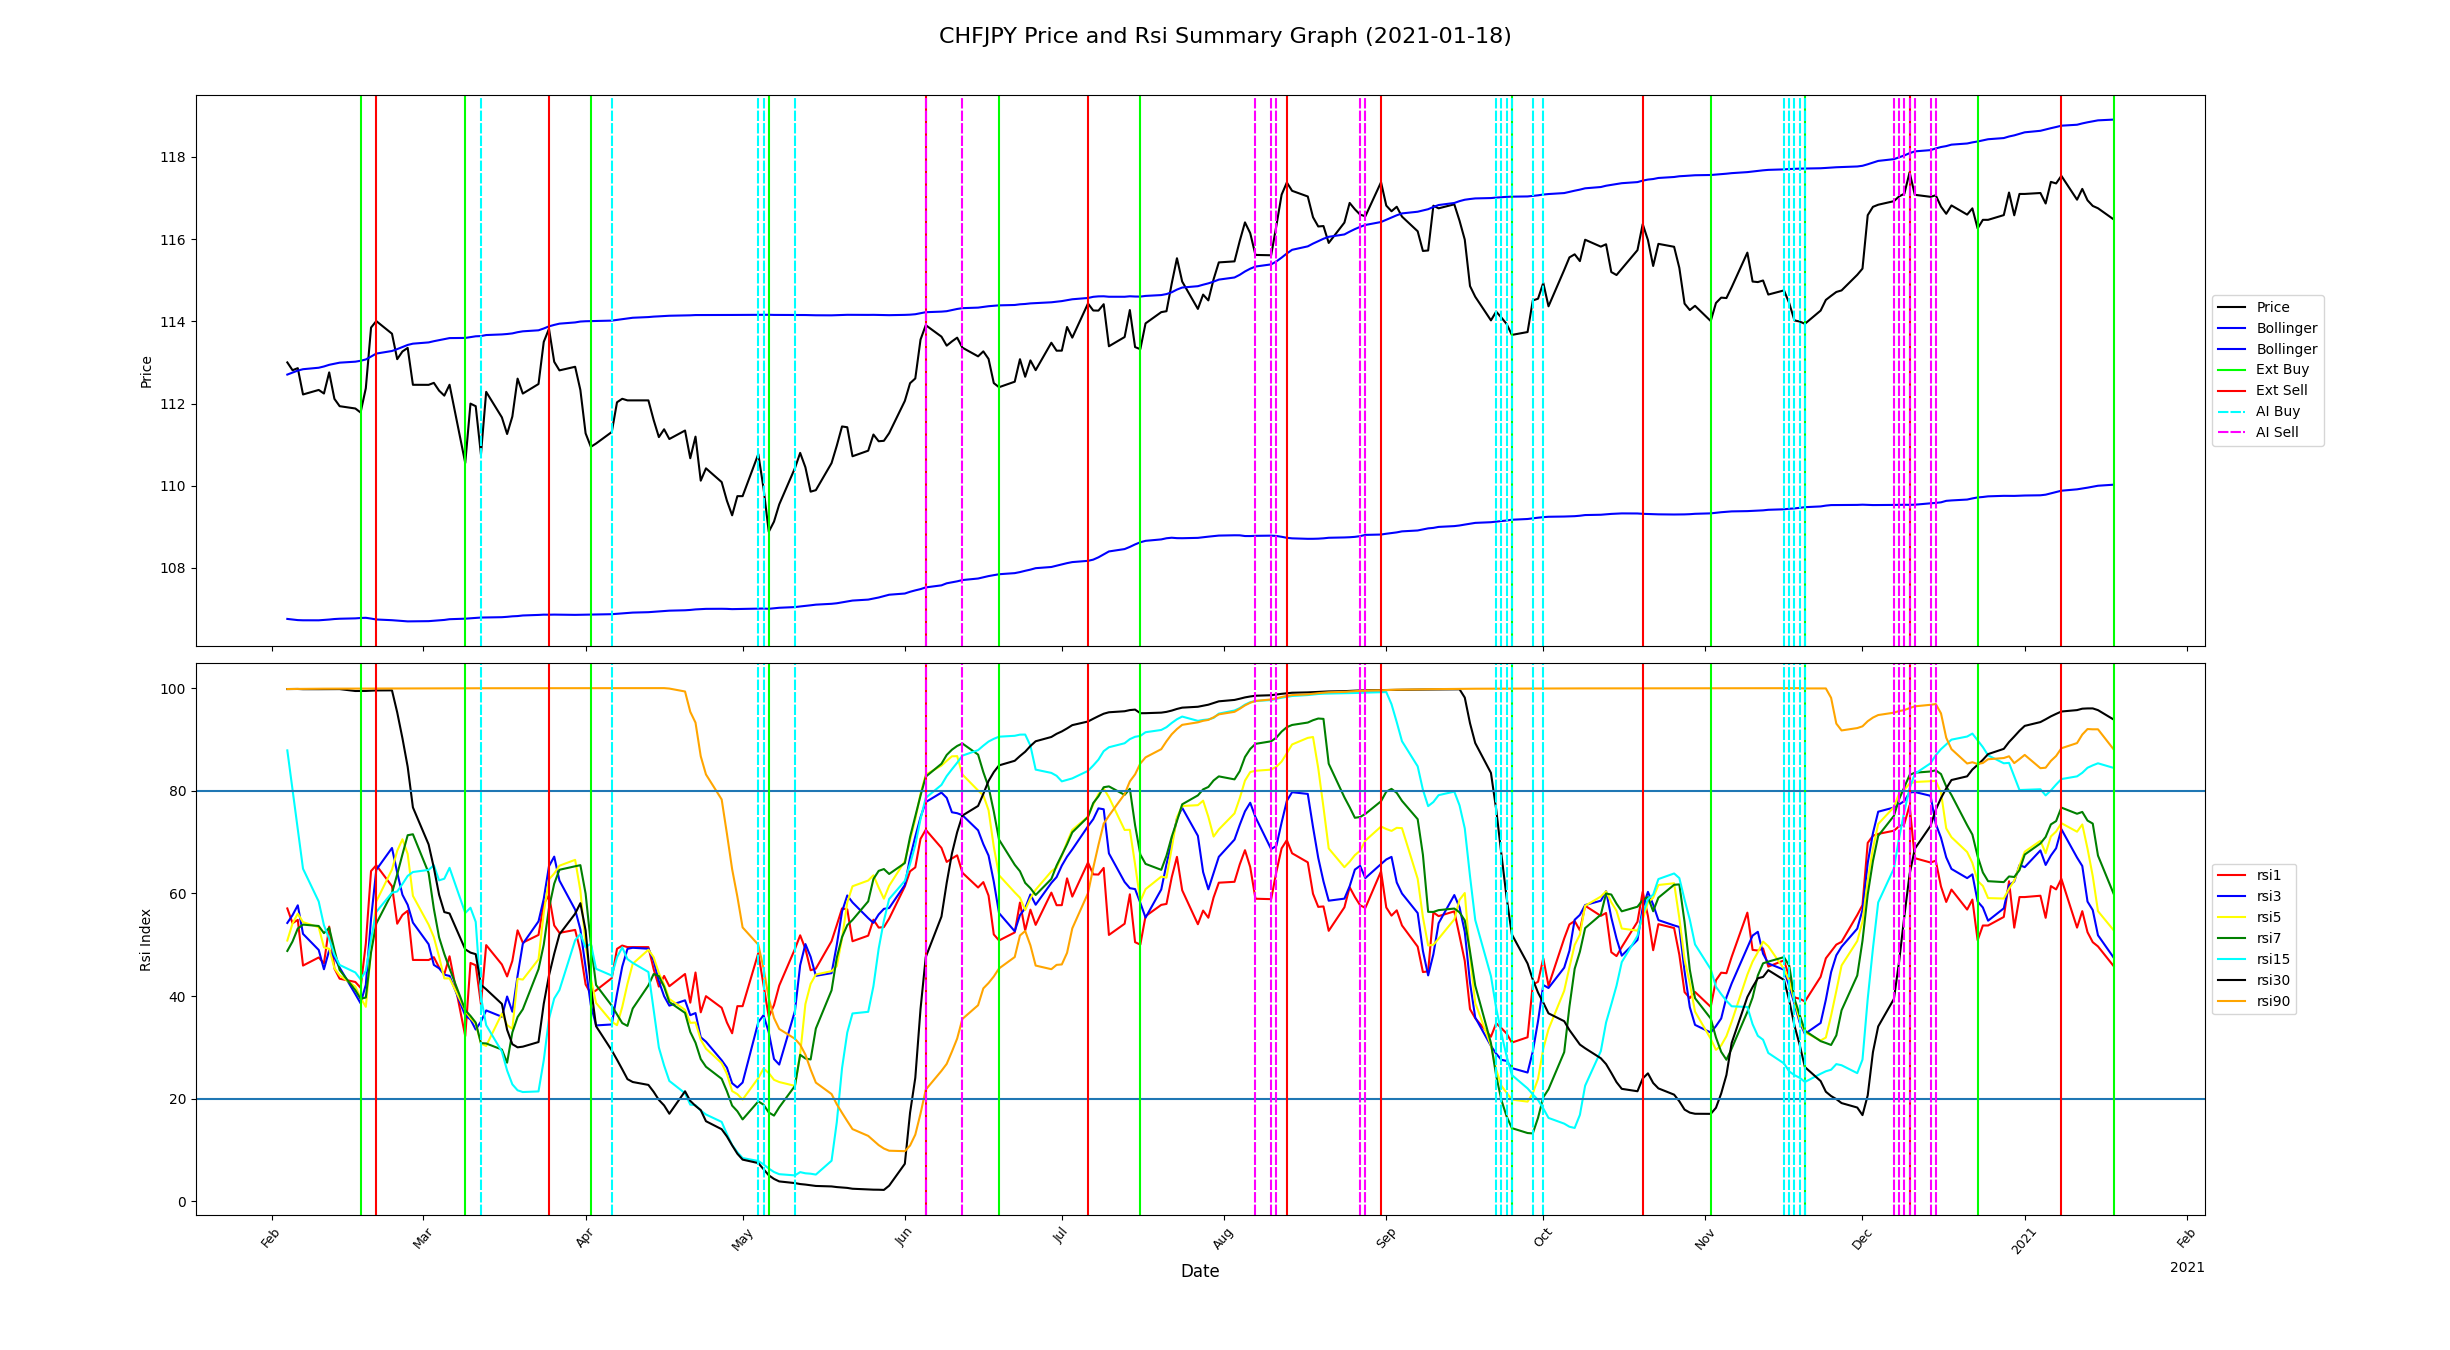 CHFJPY Price and Rsi Summary Graph (2021-01-18)
118
116
114
112
110
108
Price
Price
Bollinger
Bollinger
Ext Buy
Ext Sell
AI Buy
AI Sell
100
80
60
40
20
0
Rsi Index
rsi1
rsi3
rsi5
rsi7
rsi15
rsi30
rsi90
Feb
Mar
Apr
May
Jun
Jul
Aug
Sep
Oct
Nov
Dec
2021
Feb
Date
2021